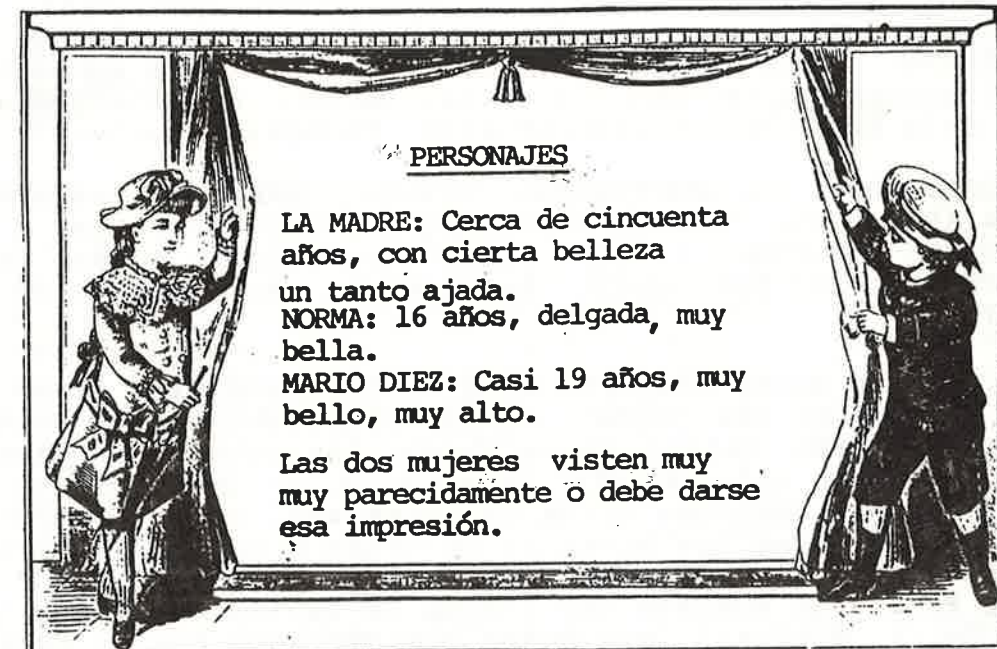 PERSONAJES
LA MADRE: Cerca de cincuenta
años, con cierta belleza
un tanto ajada.
NORMA: 16 años, delgada, muy
bella.
MARIO DIEZ: Casi 19 años, muy
bello, muy alto.
Las dos mujeres visten muy
muy parecidamente o debe darse
esa impresión.